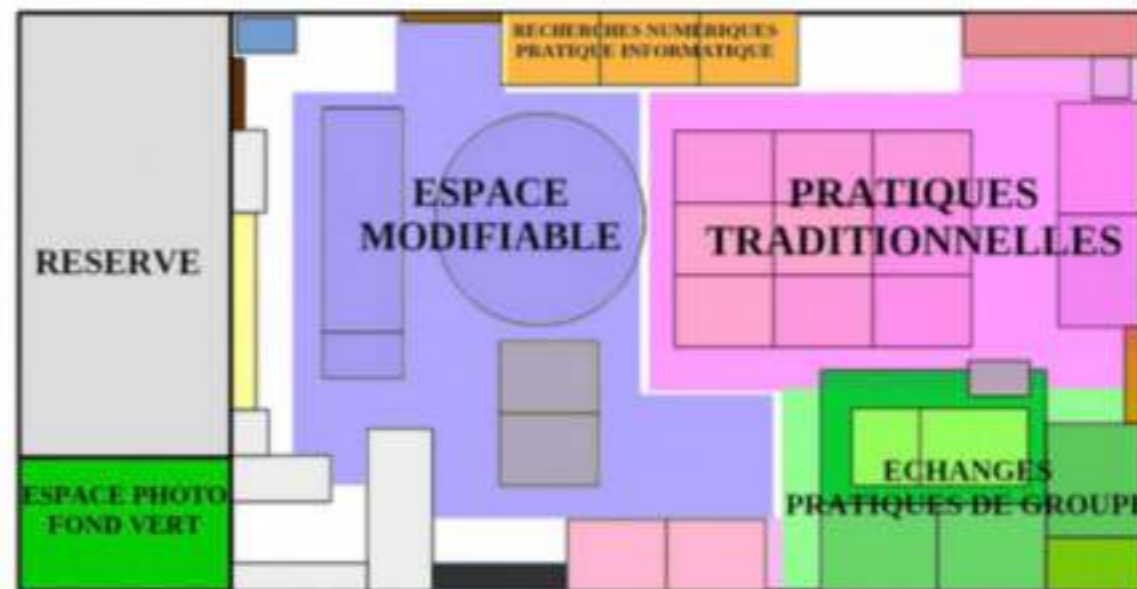 RECHERCHES NUMERIQUES
PRATIQUE INFORMATIQUE
ESPACE
MODIFIABLE
PRATIQUES
TRADITIONNELLES
RESERVE
ECHANGES
PRATIQUES DE GROUPE
ESPACE PHOTO
FOND VERT